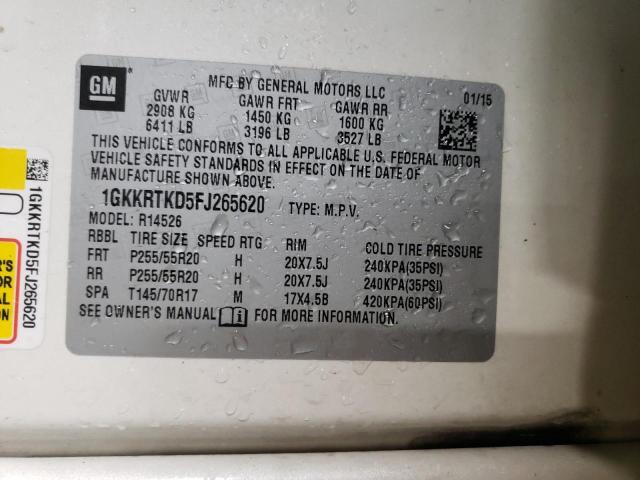 GM
MFG BY GENERAL MOTORS LLC
01/15
GVWR GAWR FRT GAWR RR
2908 KG 1450 KG 1600 KG
6411 LB 3196 LB 3527 LB
THIS VEHICLE CONFORMS TO ALL APPLICABLE U.S. FEDERAL MOTOR
VEHICLE SAFETY STANDARDS IN EFFECT ON THE DATE OF
MANUFACTURE SHOWN ABOVE.
1GKKRTKD5FJ265620 TYPE: M.P.V.
MODEL: R14526
RBBL TIRE SIZE SPEED RTG RIM COLD TIRE PRESSURE
FRT P255/55R20 H 20X7.5J 240KPA(35PSI)
RR P255/55R20 H 20X7.5J 240KPA(35PSI)
SPA T145/70R17 M 17X4.5B 420KPA(60PSI)
SEE OWNER'S MANUAL FOR MORE INFORMATION.
1GKKRTKD5FJ265620